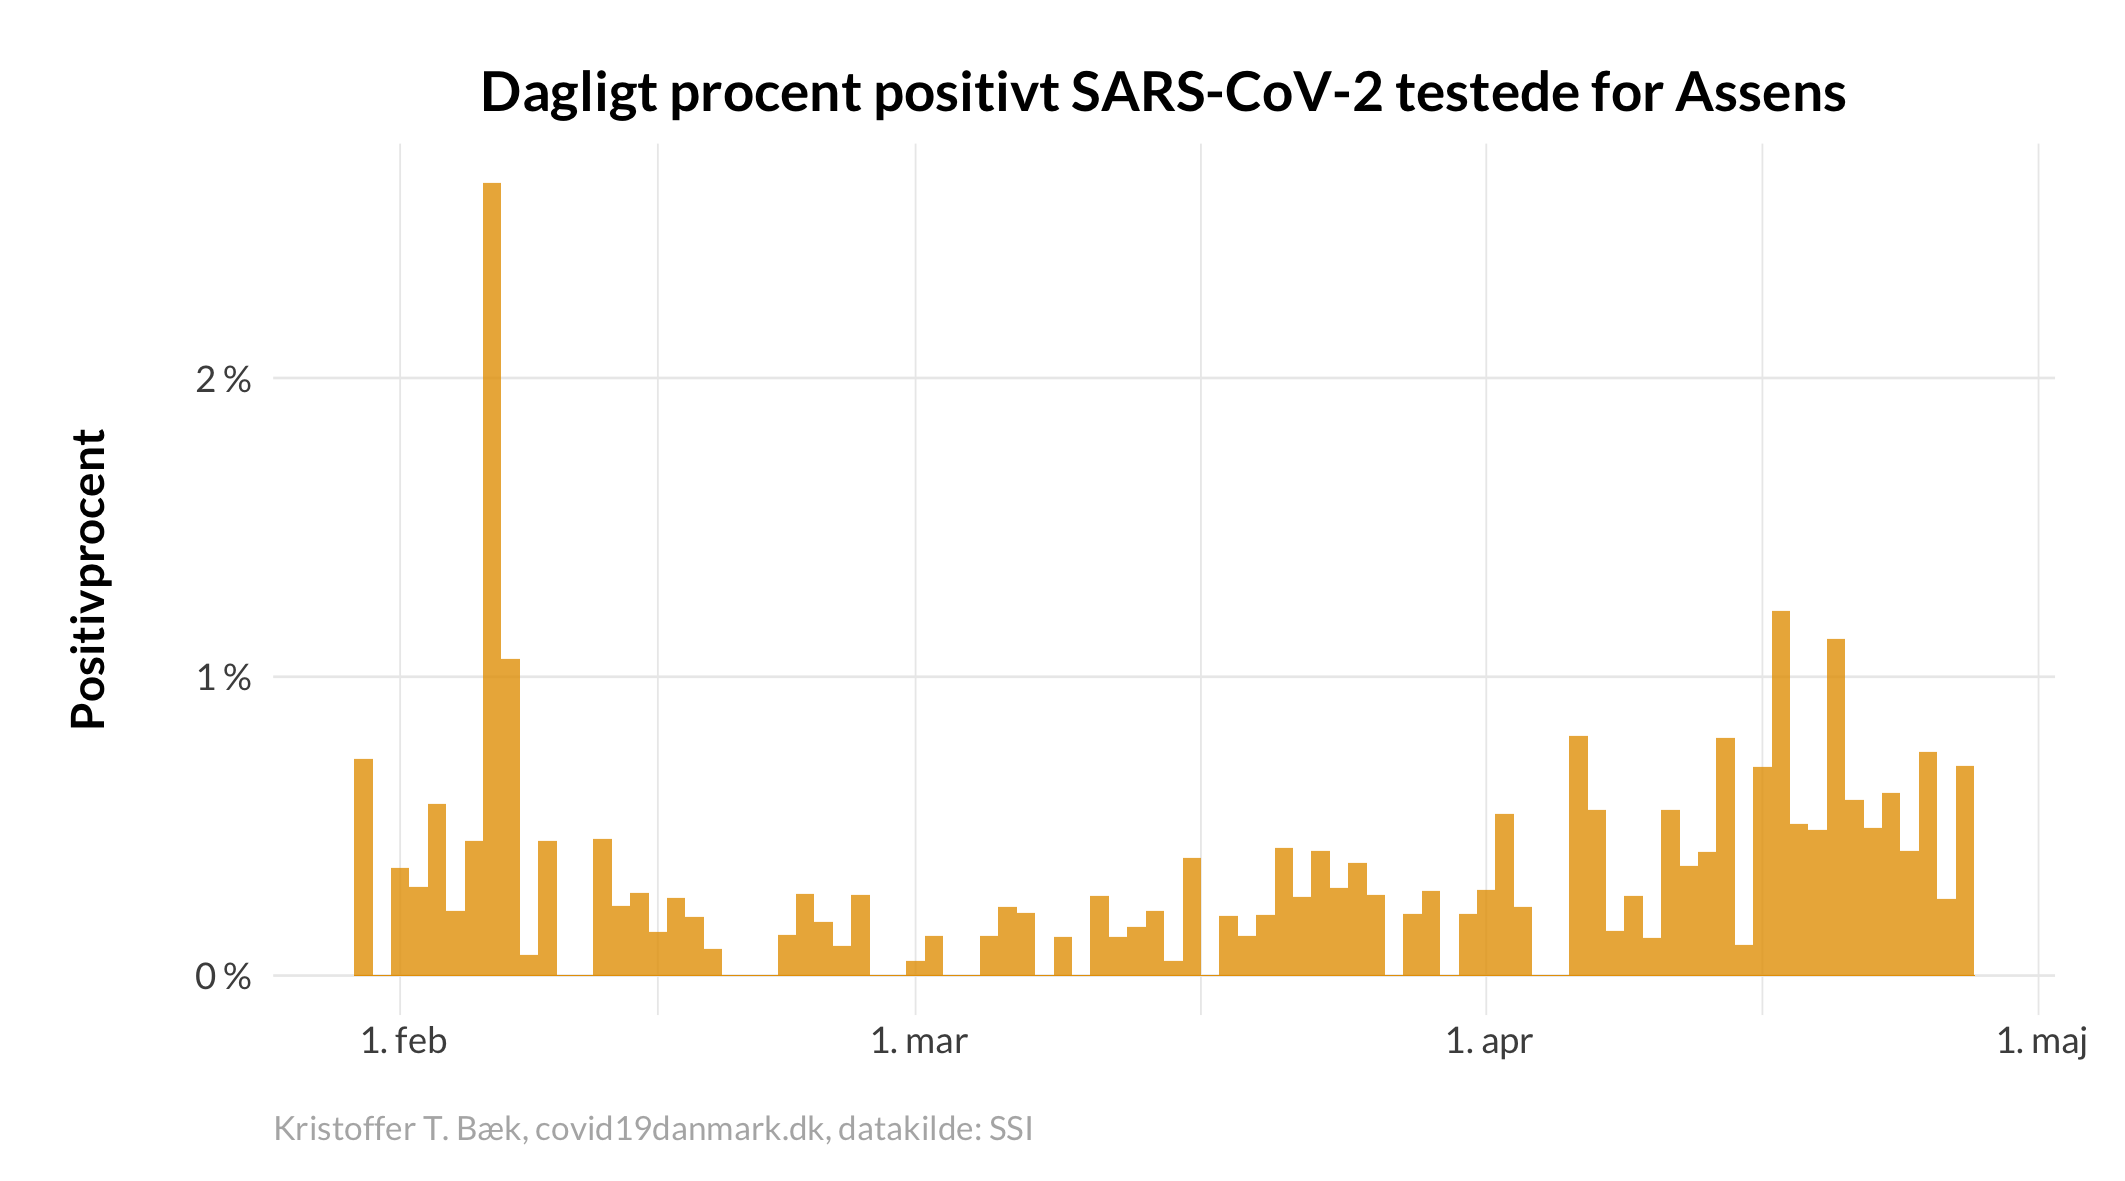 Dagligt procent positivt SARS-CoV-2 testede for Assens
Positivprocent
2 %
1 %
0 %
1. feb
1. mar
1. apr
1. maj
Kristoffer T. Bæk, covid19danmark.dk, datakilde: SSI